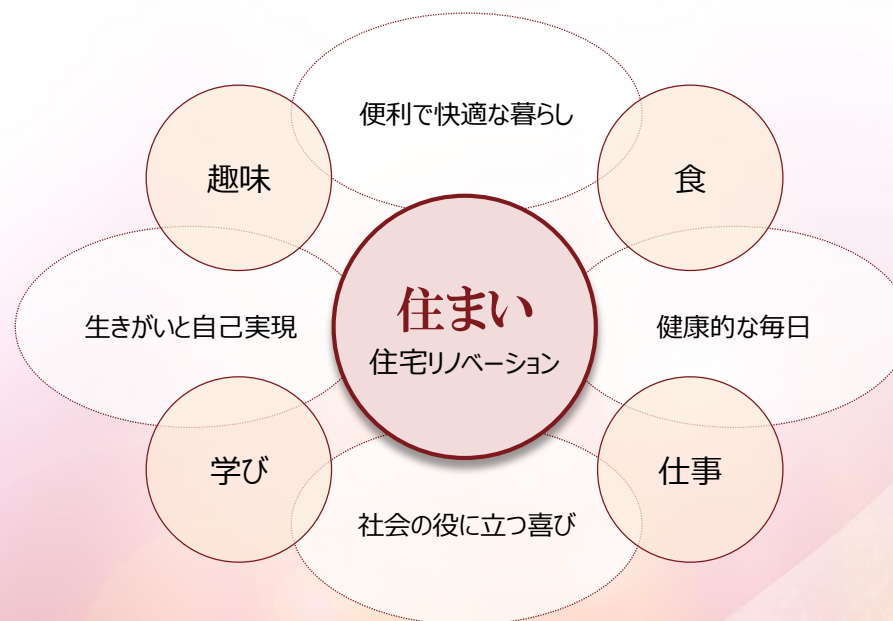 便利で快適な暮らし
趣味
食
住まい
住宅リノベーション
生きがいと自己実現
健康的な毎日
学び
仕事
社会の役に立つ喜び